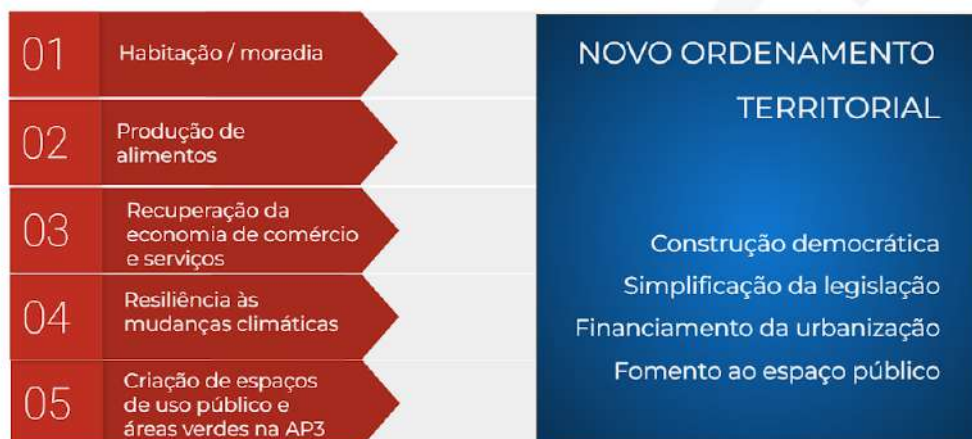 01
Habitação / moradia
02
Produção de
alimentos
03
Recuperação da
economia de comércio
e serviços
04
Resiliência às
mudanças climáticas
05
Criação de espaços
de uso público e
áreas verdes na AP3
NOVO ORDENAMENTO
TERRITORIAL
Construção democrática
Simplificação da legislação
Financiamento da urbanização
Fomento ao espaço público